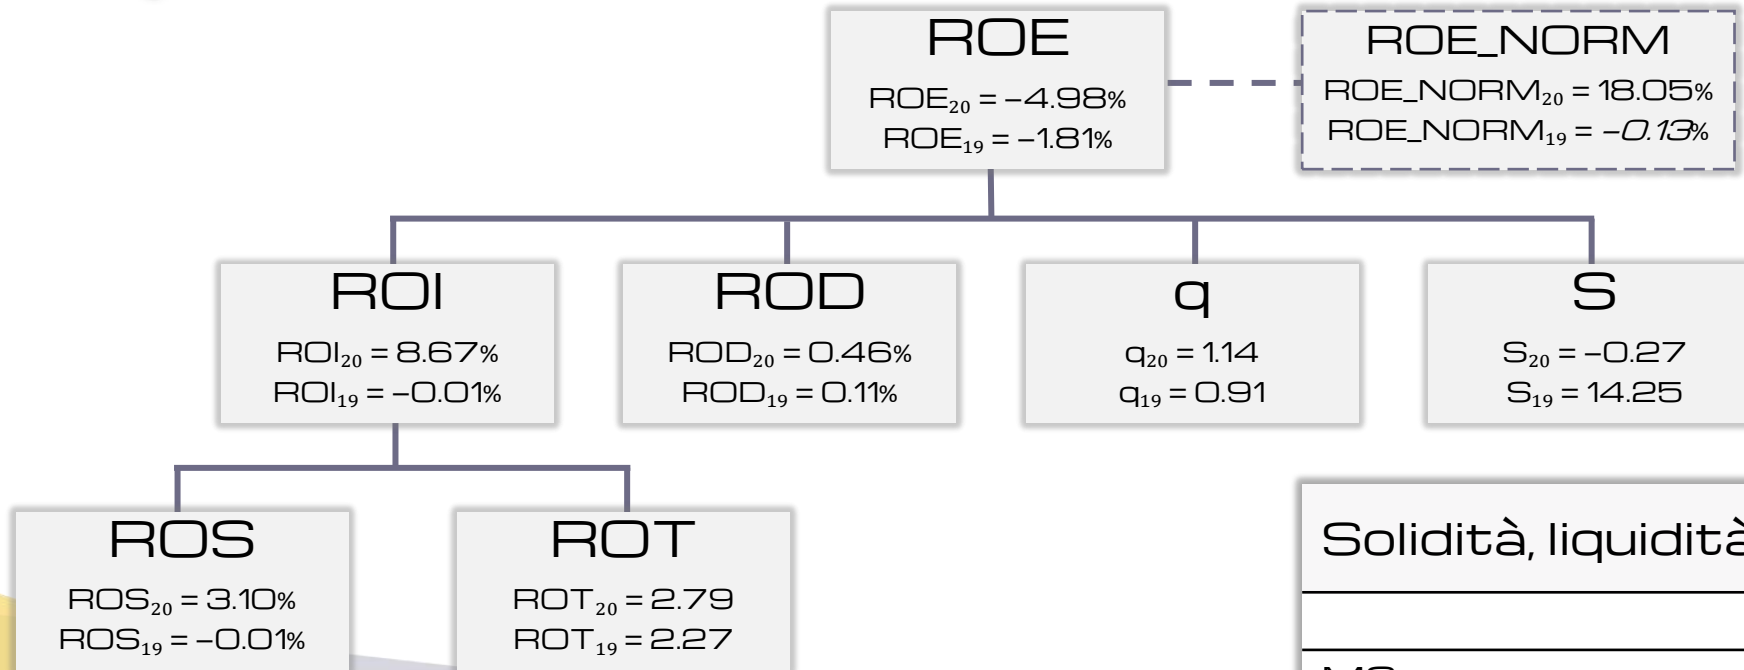 ROE
ROE₂₀ = −4.98%
ROE₁₉ = −1.81%
ROE_NORM
ROE_NORM₂₀ = 18.05%
ROE_NORM₁₉ = −0.13%
ROI
ROI₂₀ = 8.67%
ROI₁₉ = −0.01%
ROD
ROD₂₀ = 0.46%
ROD₁₉ = 0.11%
q
q₂₀ = 1.14
q₁₉ = 0.91
S
S₂₀ = −0.27
S₁₉ = 14.25
ROS
ROS₂₀ = 3.10%
ROS₁₉ = −0.01%
ROT
ROT₂₀ = 2.79
ROT₁₉ = 2.27
Solidità, liquidità